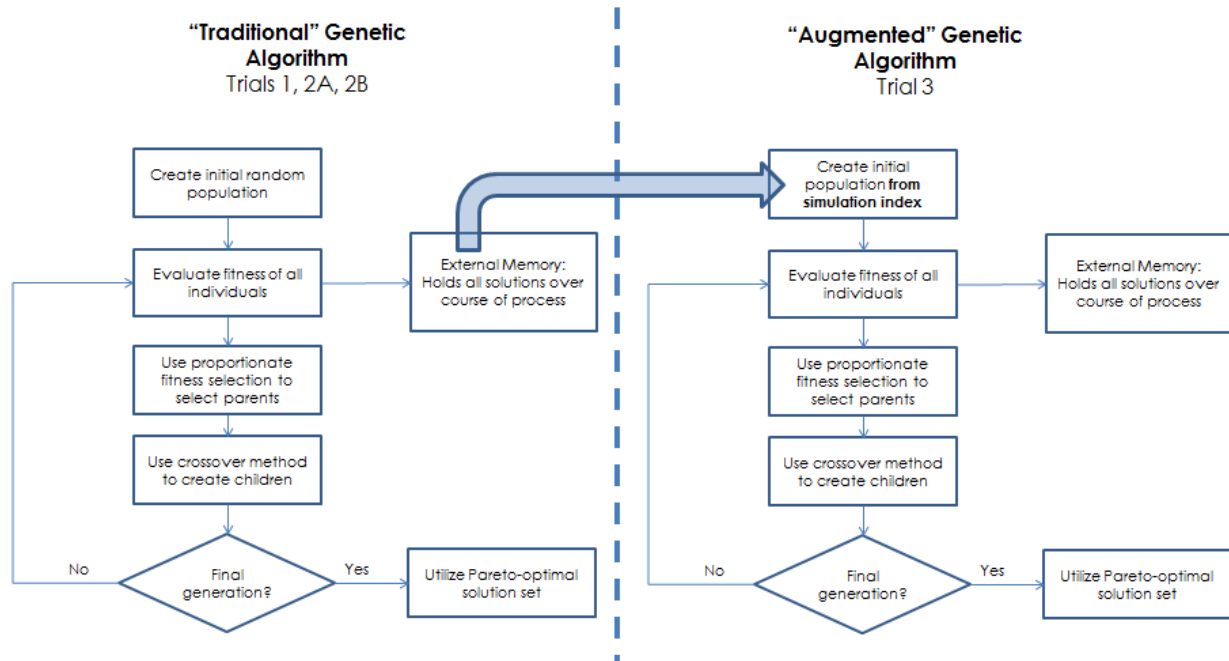 “Traditional” Genetic
Algorithm
Trials 1, 2A, 2B
Create initial random
population
Evaluate fitness of all
individuals
External Memory:
Holds all solutions over
course of process
Use proportionate
fitness selection to
select parents
Use crossover method
to create children
No
Final
generation?
Yes
Utilize Pareto-optimal
solution set
“Augmented” Genetic
Algorithm
Trial 3
Create initial
population from
simulation index
Evaluate fitness of all
individuals
External Memory:
Holds all solutions over
course of process
Use proportionate
fitness selection to
select parents
Use crossover method
to create children
No
Final
generation?
Yes
Utilize Pareto-optimal
solution set